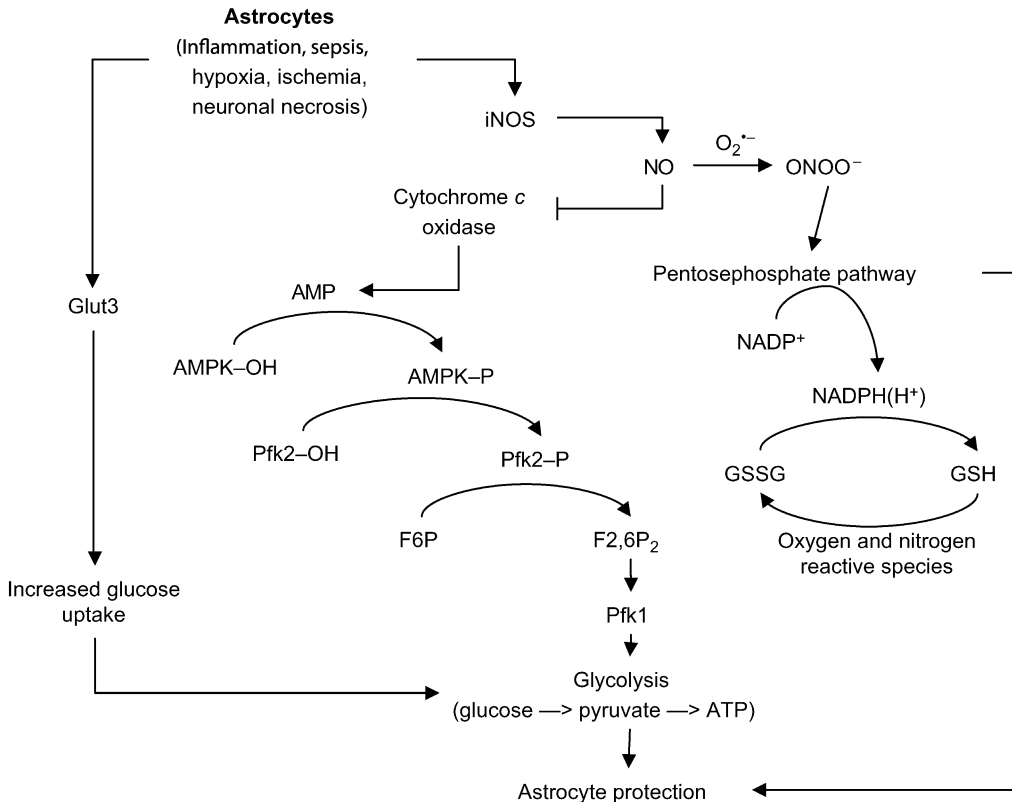 Astrocytes
(Inflammation, sepsis,
hypoxia, ischemia,
neuronal necrosis)
iNOS
NO
O₂•–
ONOO–
Cytochrome c
oxidase
Pentosephosphate pathway
Glut3
AMP
NADP+
AMPK–OH
AMPK–P
NADPH(H+)
Pfk2–OH
Pfk2–P
GSSG
GSH
F6P
F2,6P₂
Oxygen and nitrogen
reactive species
Increased glucose
uptake
Pfk1
Glycolysis
(glucose —> pyruvate —> ATP)
Astrocyte protection